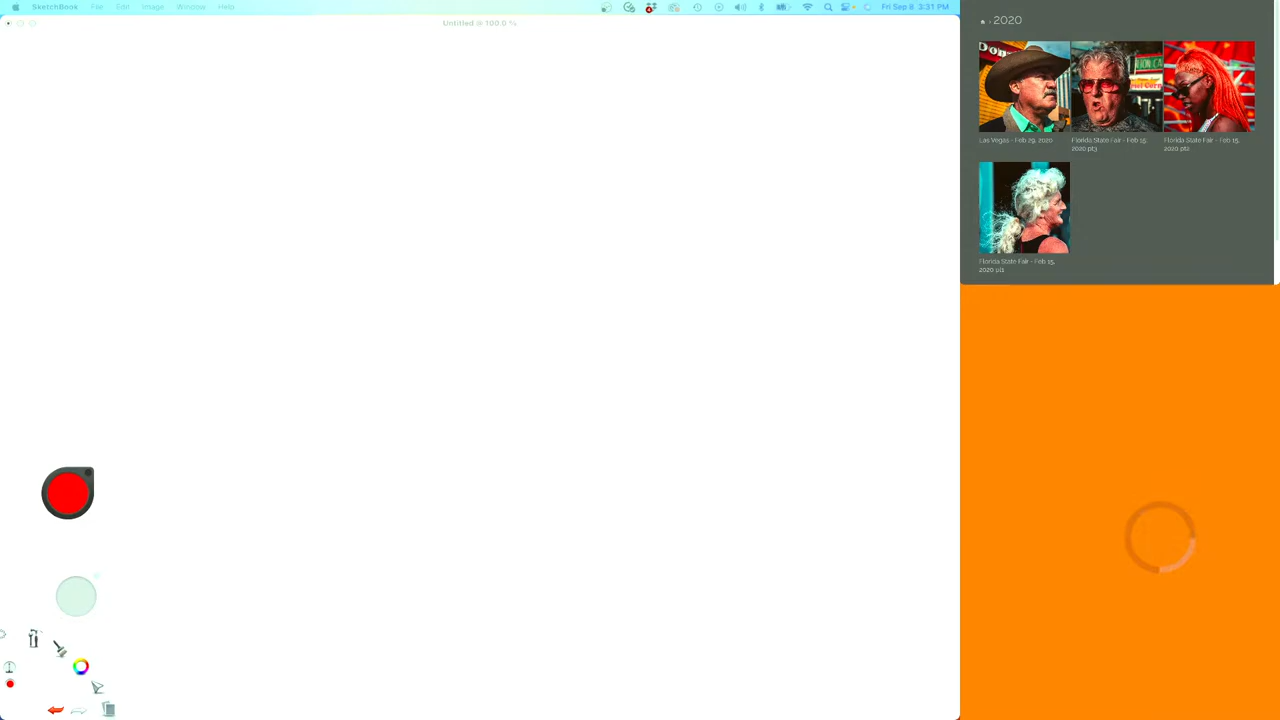 SketchBook File Edit Image Window Help
Fri Sep 8 3:31 PM
Untitled @ 100.0 %
2020
Las Vegas - Feb 29, 2020
Florida State Fair - Feb 15,
2020 pt3
Florida State Fair - Feb 15,
2020 pt2
Florida State Fair - Feb 15,
2020 pt1